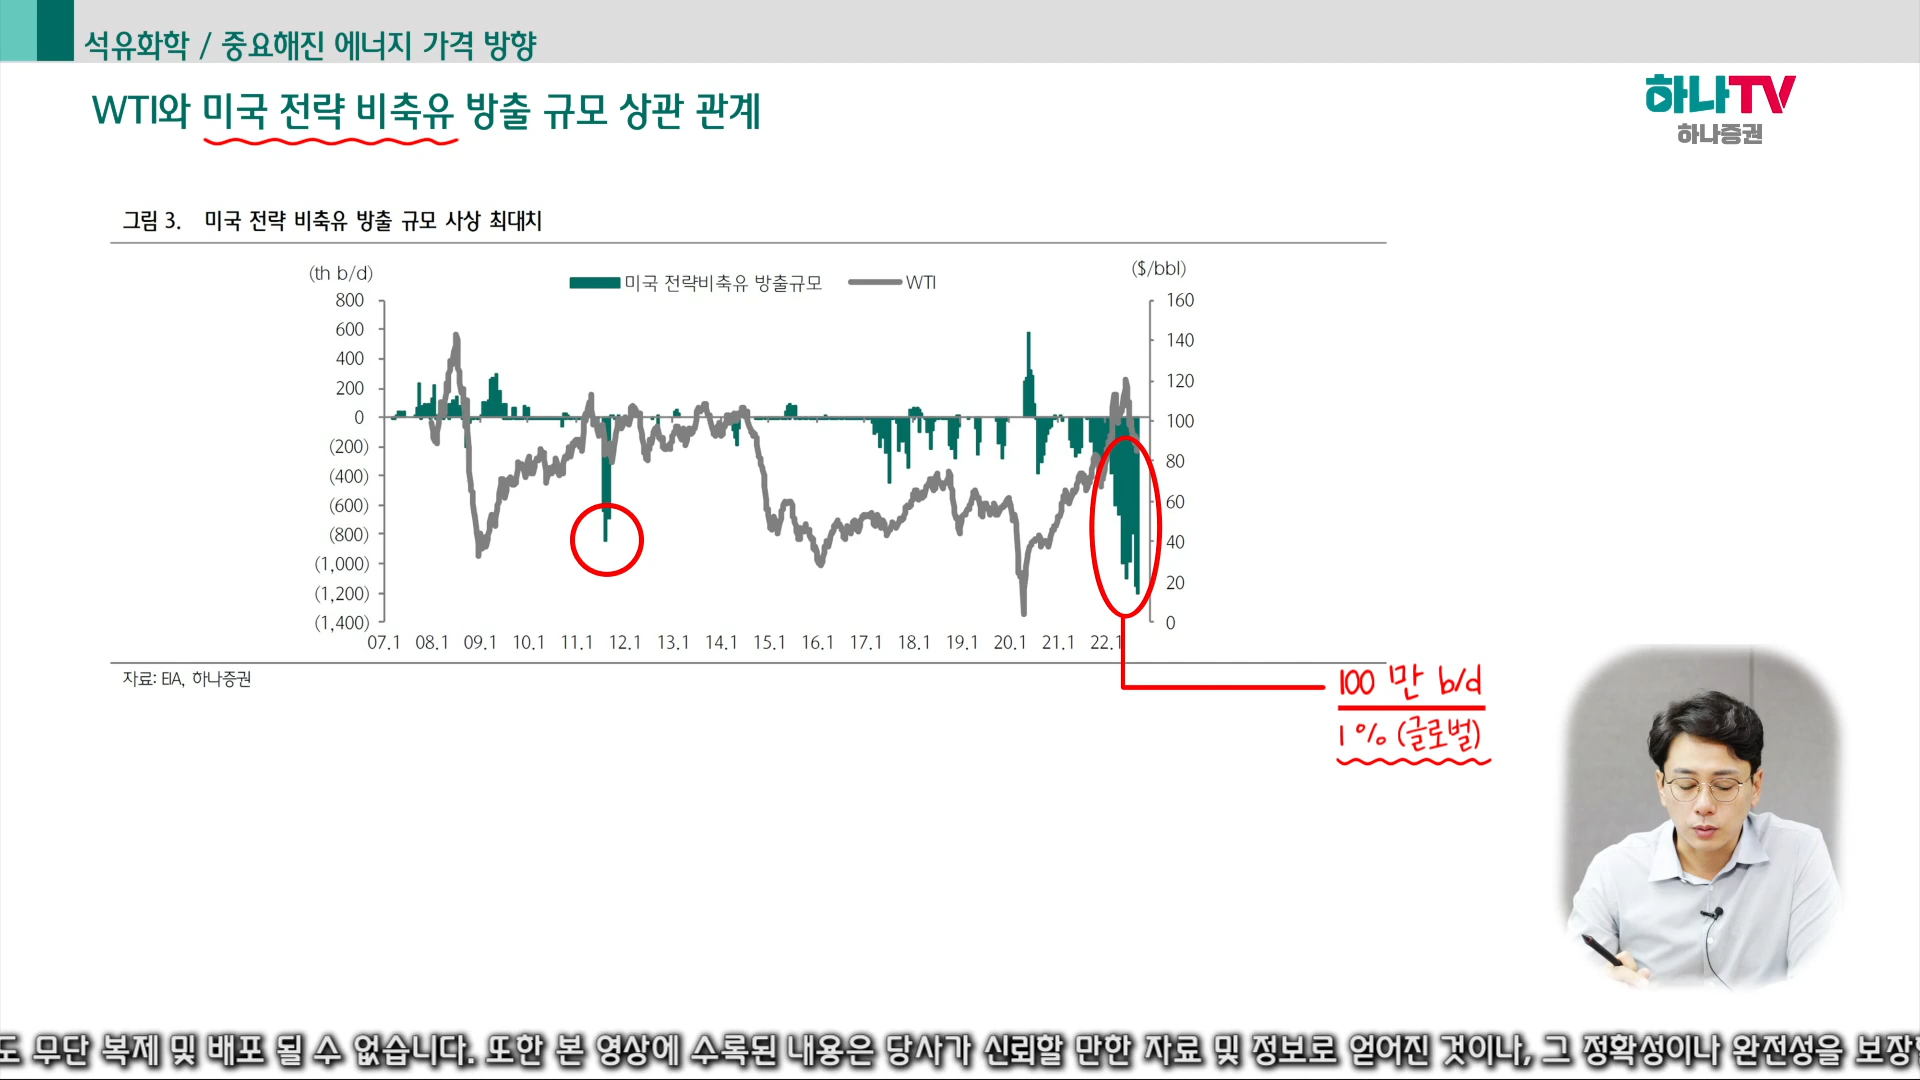 석유화학 / 중요해진 에너지 가격 방향
WTI와 미국 전략 비축유 방출 규모 상관 관계
하나TV
하나증권
그림 3. 미국 전략 비축유 방출 규모 사상 최대치
(th b/d)
($/bbl)
미국 전략비축유 방출규모
WTI
800
600
400
200
0
(200)
(400)
(600)
(800)
(1,000)
(1,200)
(1,400)
160
140
120
100
80
60
40
20
0
07.1 08.1 09.1 10.1 11.1 12.1 13.1 14.1 15.1 16.1 17.1 18.1 19.1 20.1 21.1 22.1
자료: EIA, 하나증권
100 만 b/d
1% (글로벌)
도 무단 복제 및 배포 될 수 없습니다. 또한 본 영상에 수록된 내용은 당사가 신뢰할 만한 자료 및 정보로 얻어진 것이나, 그 정확성이나 완전성을 보장